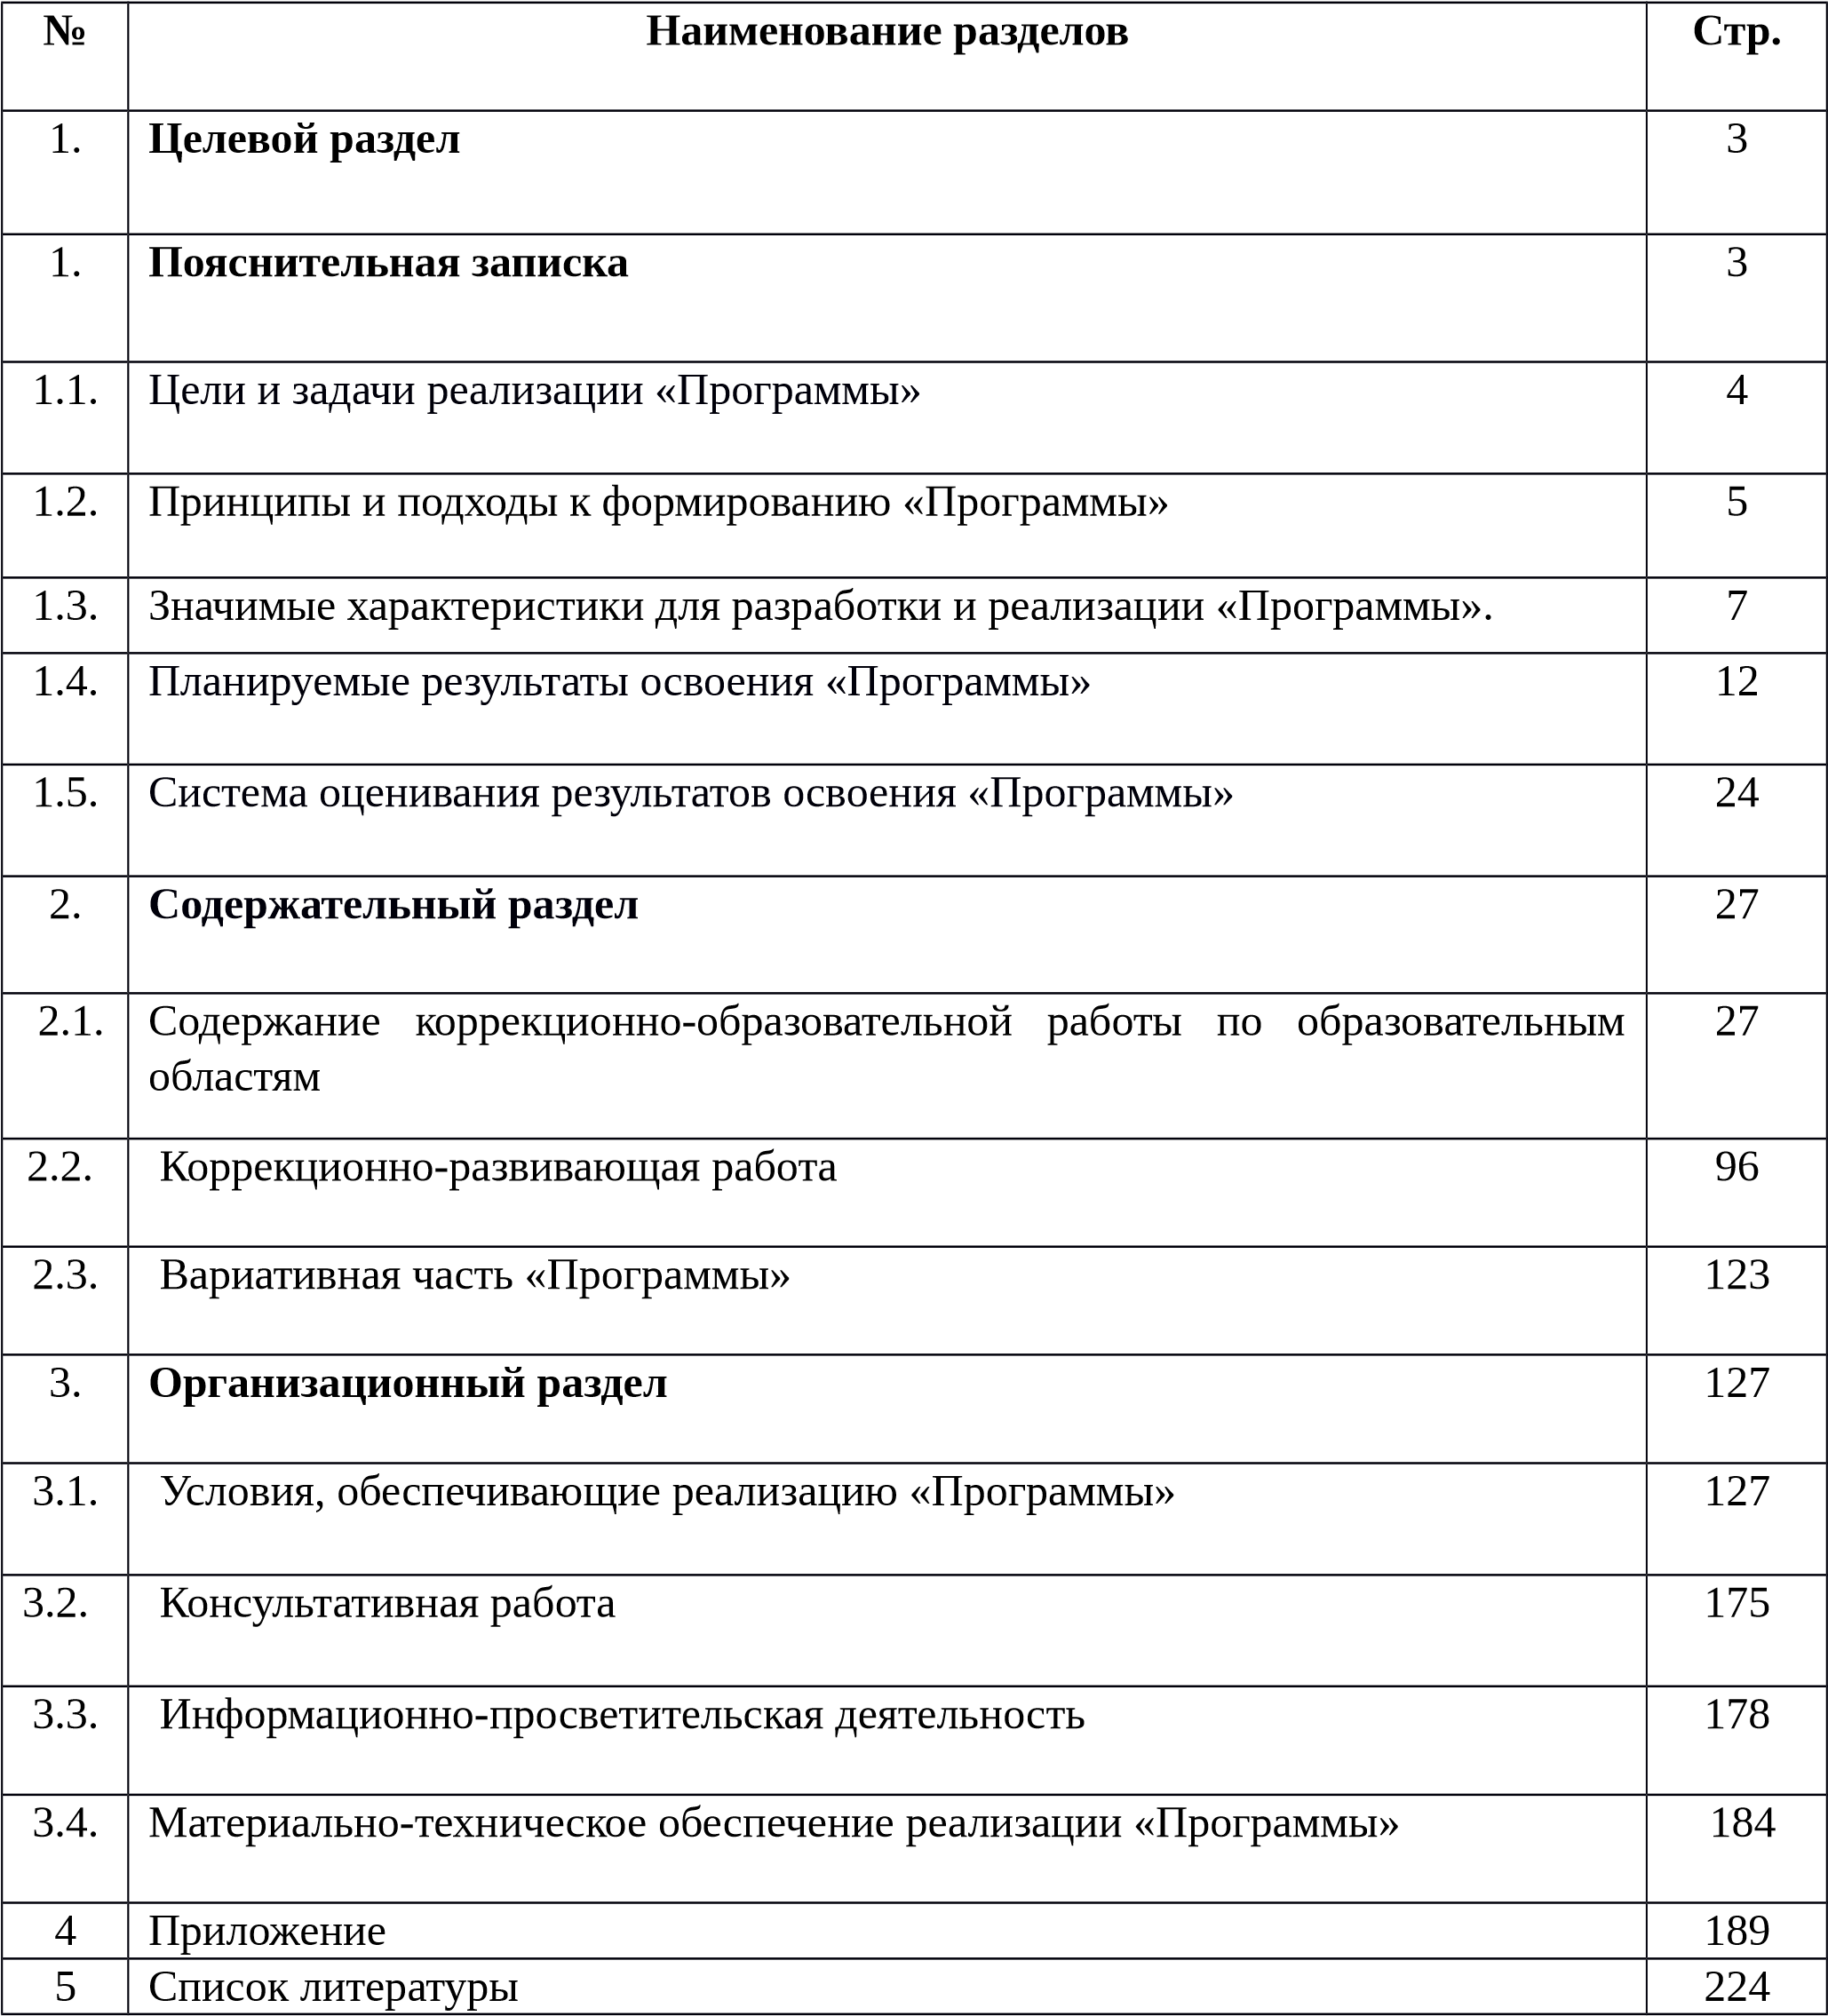 № Наименование разделов Стр.
1. Целевой раздел 3
1. Пояснительная записка 3
1.1. Цели и задачи реализации «Программы» 4
1.2. Принципы и подходы к формированию «Программы» 5
1.3. Значимые характеристики для разработки и реализации «Программы». 7
1.4. Планируемые результаты освоения «Программы» 12
1.5. Система оценивания результатов освоения «Программы» 24
2. Содержательный раздел 27
2.1. Содержание коррекционно-образовательной работы по образовательным 27
областям
2.2. Коррекционно-развивающая работа 96
2.3. Вариативная часть «Программы» 123
3. Организационный раздел 127
3.1. Условия, обеспечивающие реализацию «Программы» 127
3.2. Консультативная работа 175
3.3. Информационно-просветительская деятельность 178
3.4. Материально-техническое обеспечение реализации «Программы» 184
4 Приложение 189
5 Список литературы 224